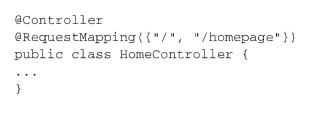 @Controller
@RequestMapping({"/", "/homepage"})
public class HomeController {
...
}